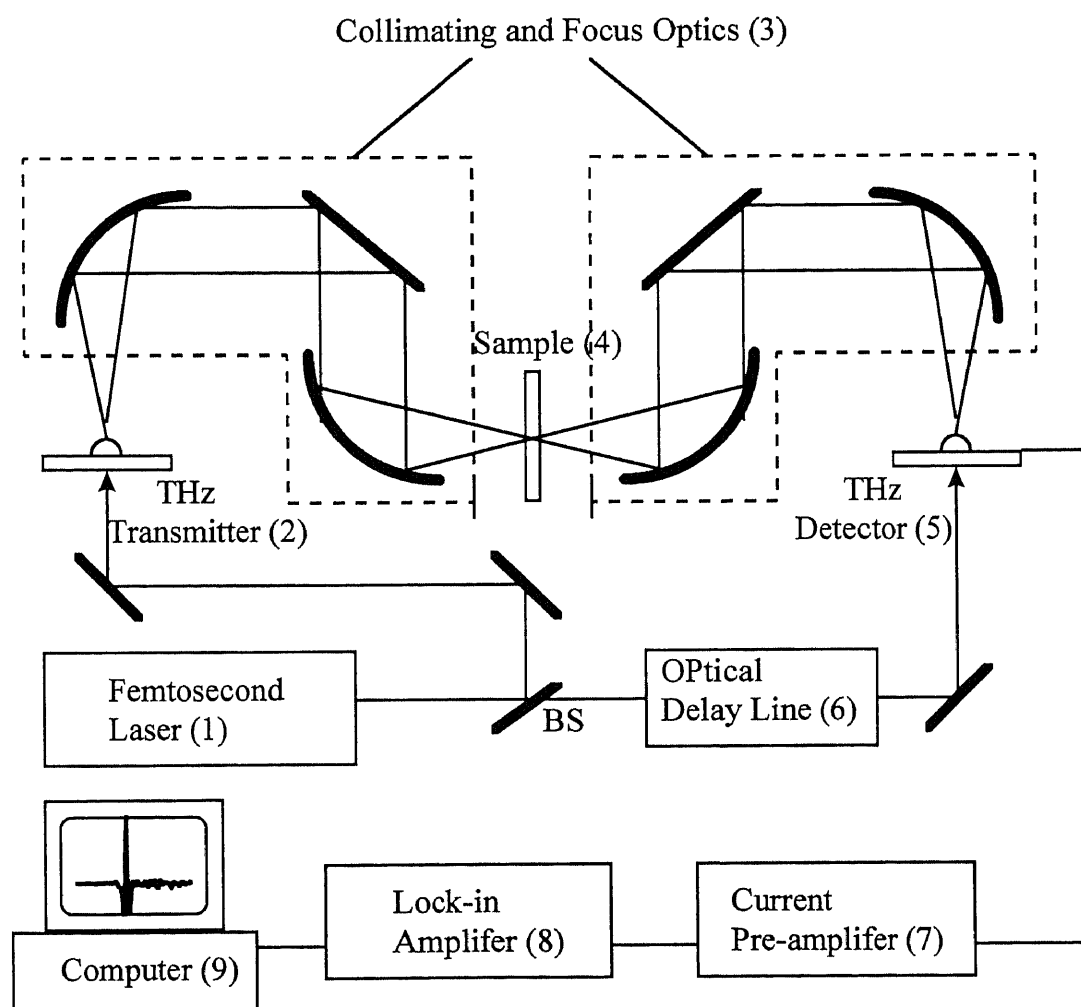 Collimating and Focus Optics (3)
Sample (4)
THz
Transmitter (2)
THz
Detector (5)
Femtosecond
Laser (1)
BS
OPtical
Delay Line (6)
Computer (9)
Lock-in
Amplifer (8)
Current
Pre-amplifer (7)